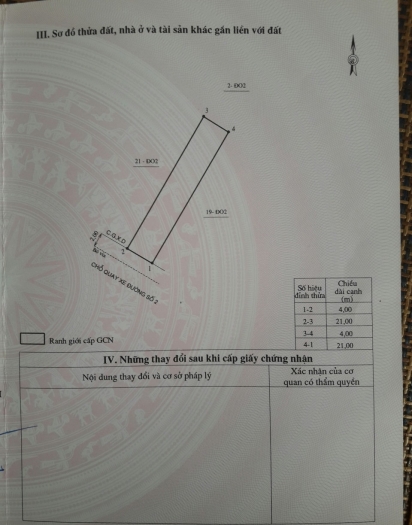 III. Sơ đồ thửa đất, nhà ở và tài sản khác gắn liền với đất
2- ĐO2
3
4
21 - ĐO2
19- ĐO2
C.G.X.D
2,00
2
1
CHỖ QUAY XE ĐƯỜNG SỐ 2
Số hiệu đỉnh thửa
Chiều dài cạnh (m)
1-2 4,00
2-3 21,00
3-4 4,00
4-1 21,00
Ranh giới cấp GCN
IV. Những thay đổi sau khi cấp giấy chứng nhận
Nội dung thay đổi và cơ sở pháp lý
Xác nhận của cơ
quan có thẩm quyền